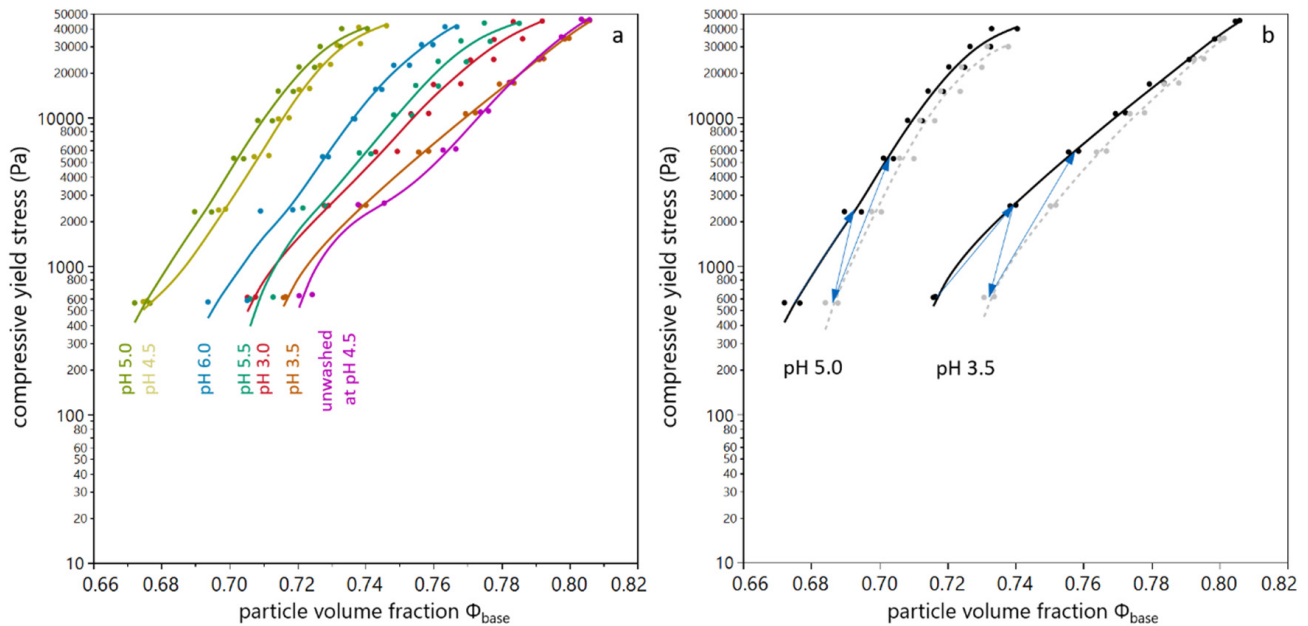 a
compressive yield stress (Pa)
50000
40000
30000
20000
10000
8000
6000
5000
4000
3000
2000
1000
800
600
500
400
300
200
100
80
60
50
40
30
20
10
pH 5.0
pH 4.5
pH 6.0
pH 5.5
pH 3.0
pH 3.5
unwashed
at pH 4.5
0.66 0.68 0.70 0.72 0.74 0.76 0.78 0.80 0.82
particle volume fraction Φbase
b
compressive yield stress (Pa)
50000
40000
30000
20000
10000
8000
6000
5000
4000
3000
2000
1000
800
600
500
400
300
200
100
80
60
50
40
30
20
10
pH 5.0
pH 3.5
0.66 0.68 0.70 0.72 0.74 0.76 0.78 0.80 0.82
particle volume fraction Φbase